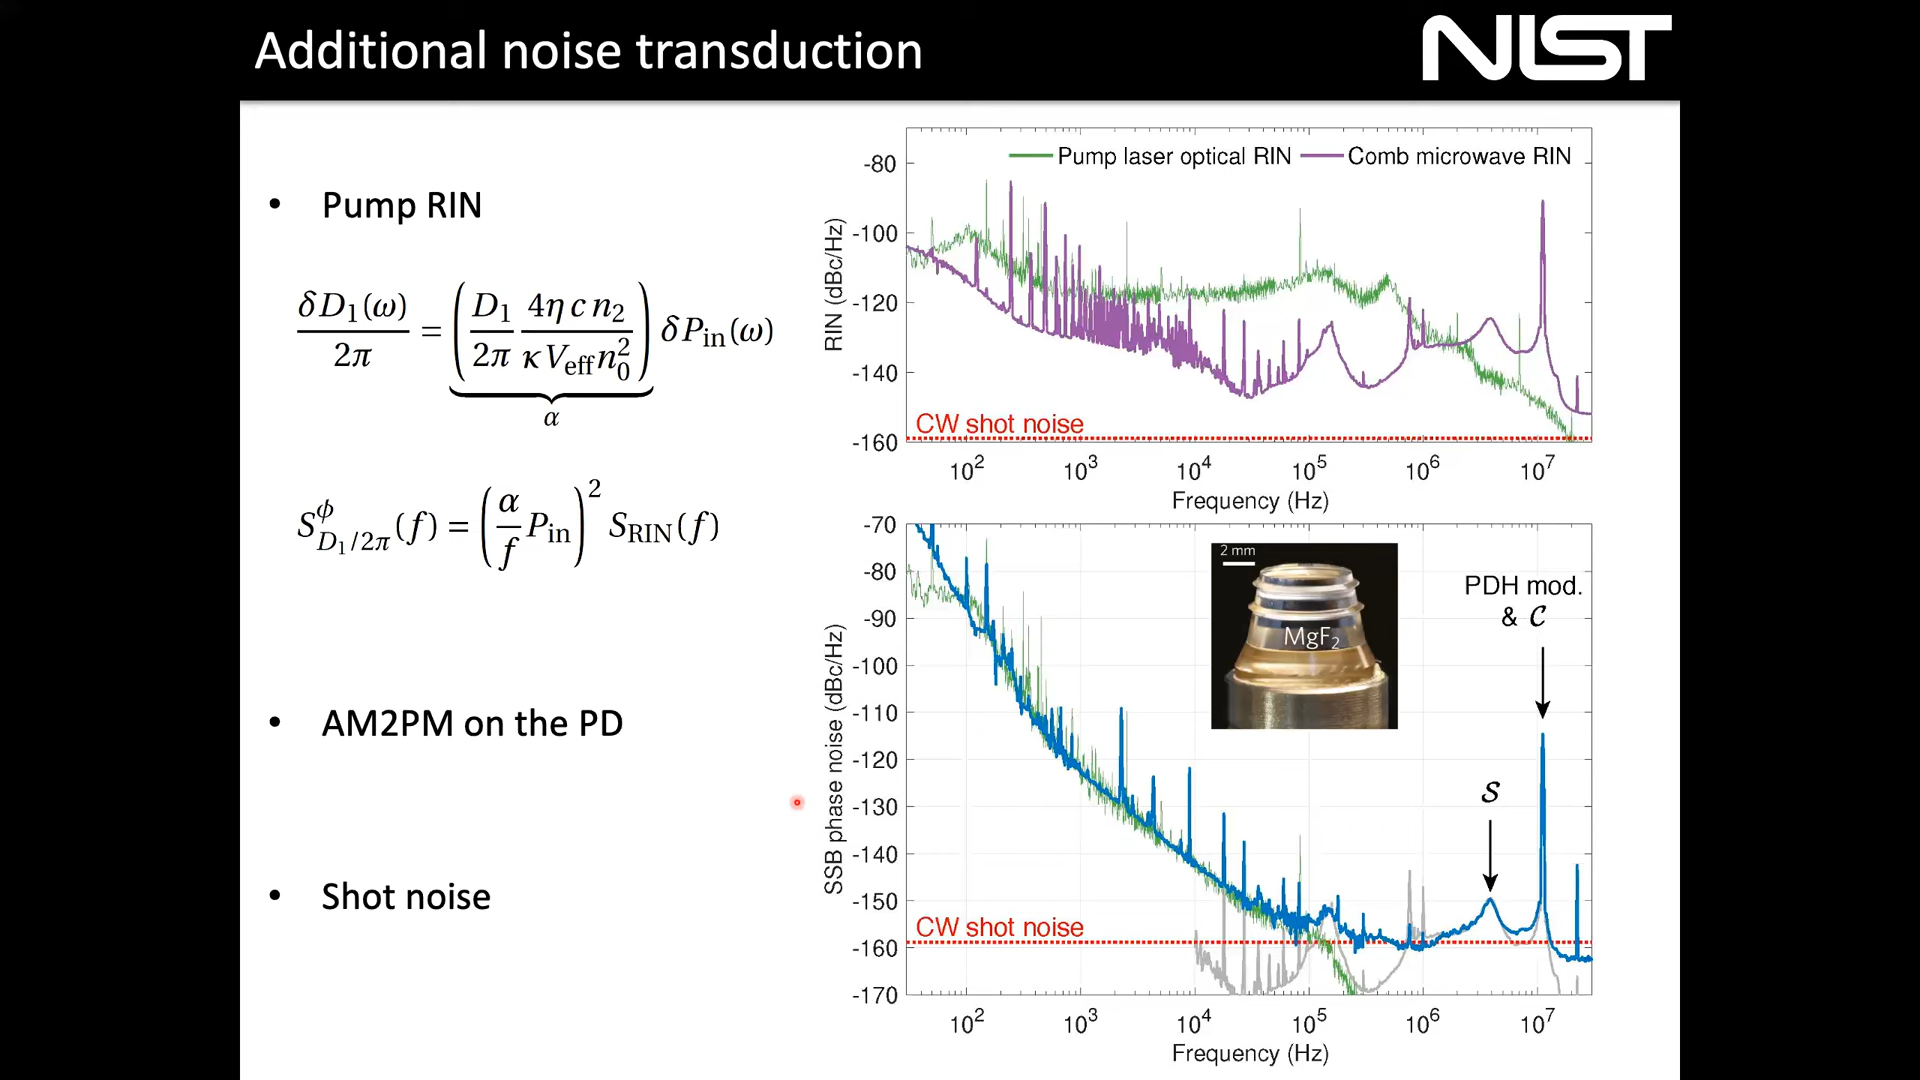 Additional noise transduction
NIST
• Pump RIN
δD₁(ω)/2π = (D₁/2π 4η c n₂/κ V_eff n₀²) δP_in(ω)
α
S^ϕ_{D₁/2π}(f) = (α/f P_in)² S_RIN(f)
• AM2PM on the PD
• Shot noise
Pump laser optical RIN
Comb microwave RIN
RIN (dBc/Hz)
-80
-100
-120
-140
-160
CW shot noise
10² 10³ 10⁴ 10⁵ 10⁶ 10⁷
Frequency (Hz)
SSB phase noise (dBc/Hz)
-70
-80
-90
-100
-110
-120
-130
-140
-150
-160
-170
2 mm
MgF₂
PDH mod.
& C
S
CW shot noise
10² 10³ 10⁴ 10⁵ 10⁶ 10⁷
Frequency (Hz)